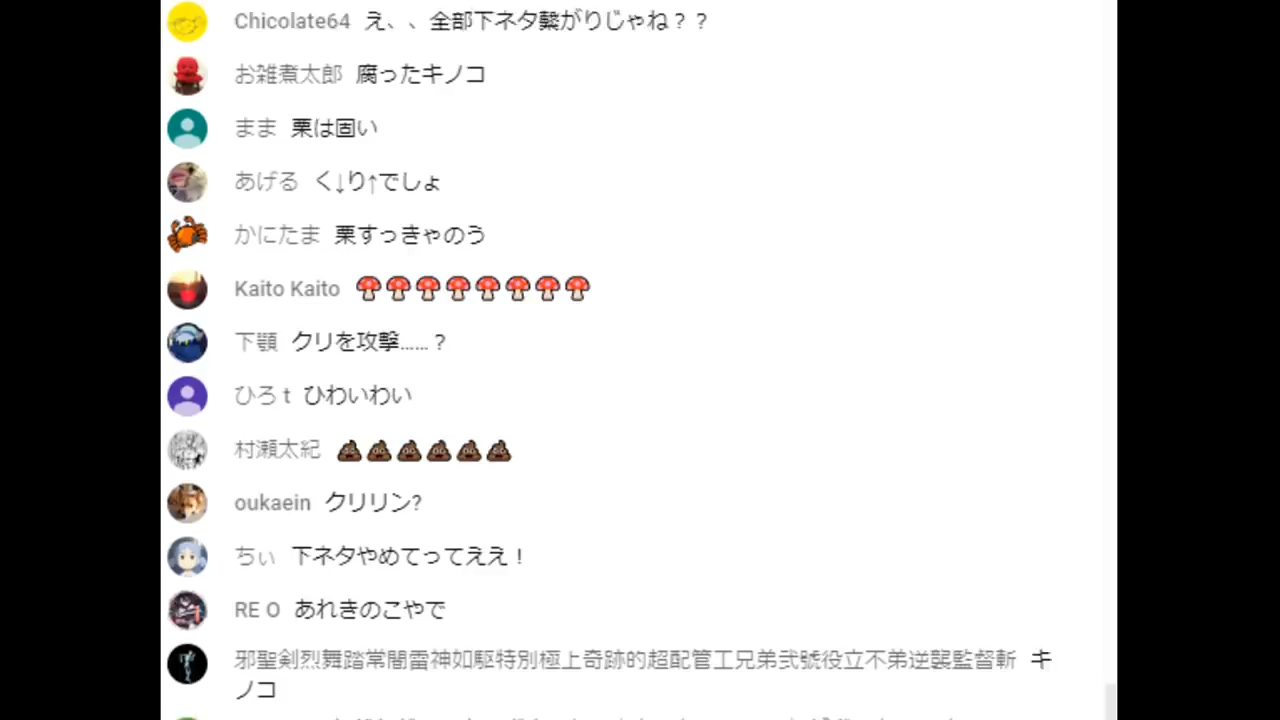 Chicolate64 え、、全部下ネタ繋がりじゃね？？
お雑煮太郎 腐ったキノコ
まま 栗は固い
あげる く↓り↑でしょ
かにたま 栗すっきゃのう
Kaito Kaito 🍄🍄🍄🍄🍄🍄🍄🍄
下顎 クリを攻撃……？
ひろ t ひわいわい
村瀬太紀 💩💩💩💩💩💩
oukaein クリリン?
ちぃ 下ネタやめてってええ！
RE O あれきのこやで
邪聖剣烈舞踏常闇雷神如駆特別極上奇跡的超配管工兄弟弐號役立不弟逆襲監督斬 キ
ノコ